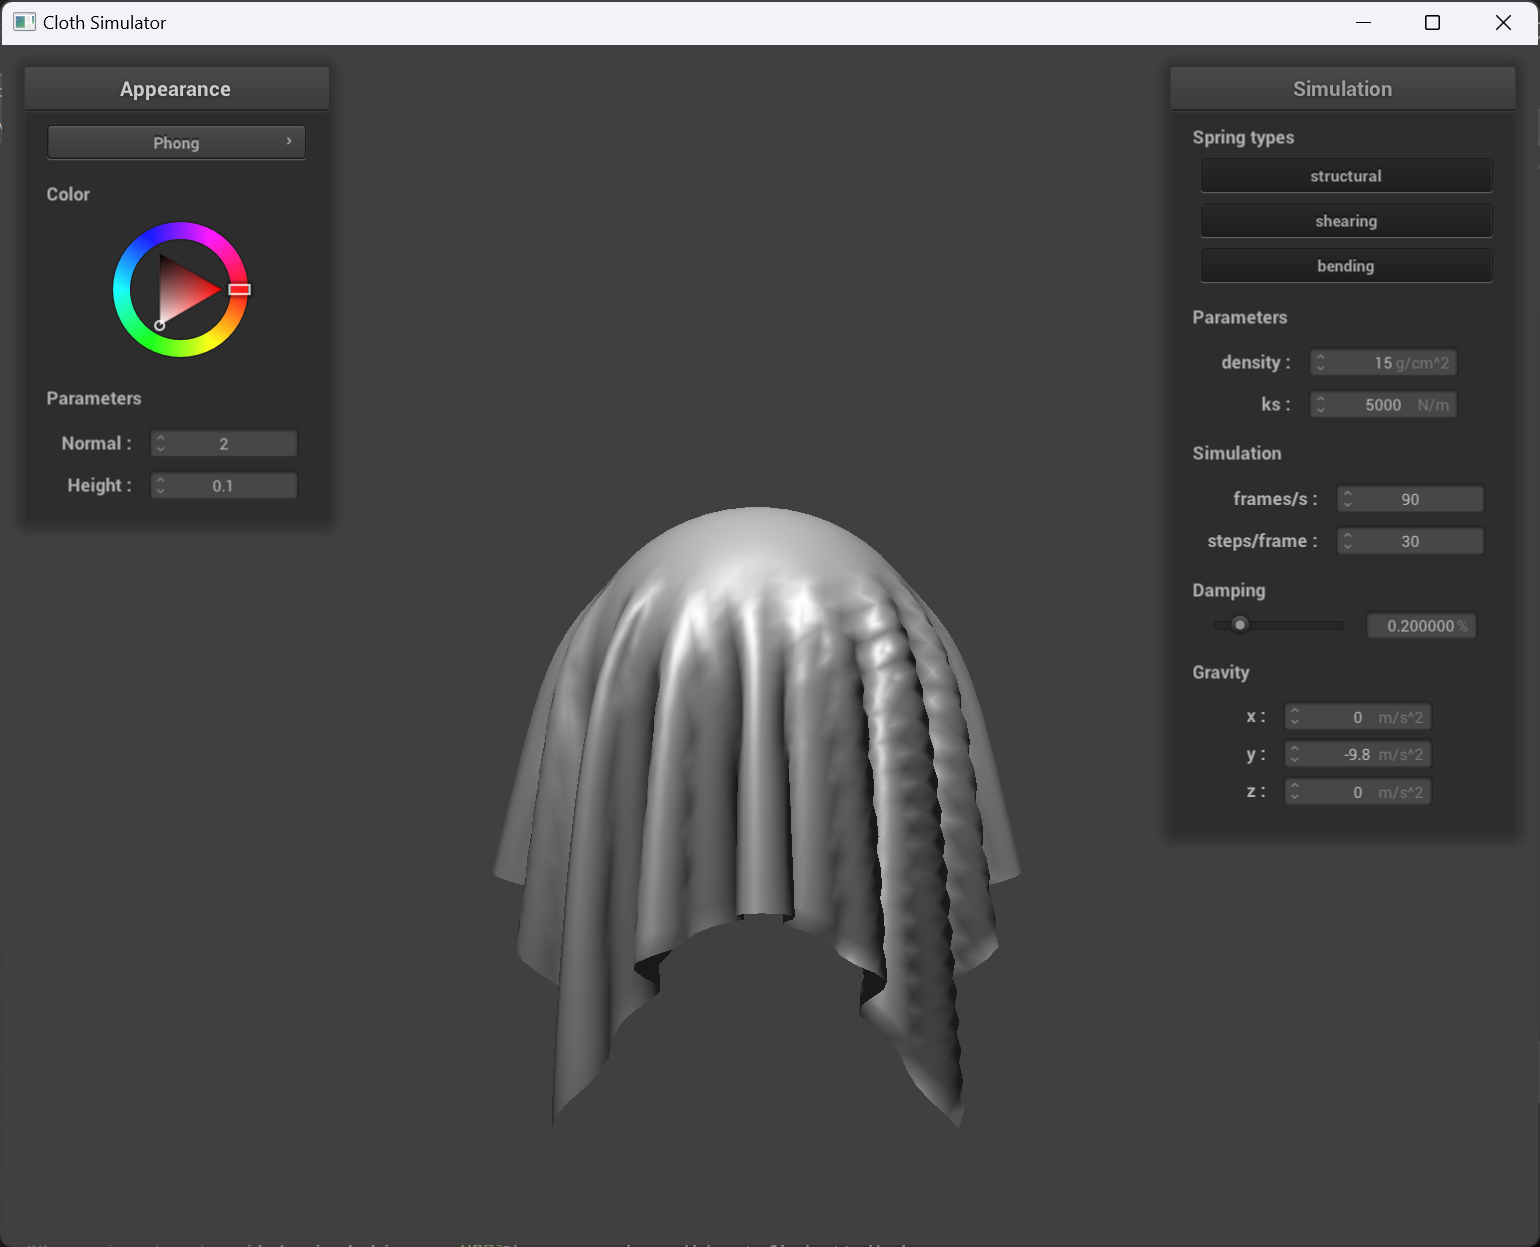 Cloth Simulator
Appearance
Phong
Color
Parameters
Normal : 2
Height : 0.1
Simulation
Spring types
structural
shearing
bending
Parameters
density : 15 g/cm^2
ks : 5000 N/m
Simulation
frames/s : 90
steps/frame : 30
Damping
0.200000 %
Gravity
x : 0 m/s^2
y : -9.8 m/s^2
z : 0 m/s^2